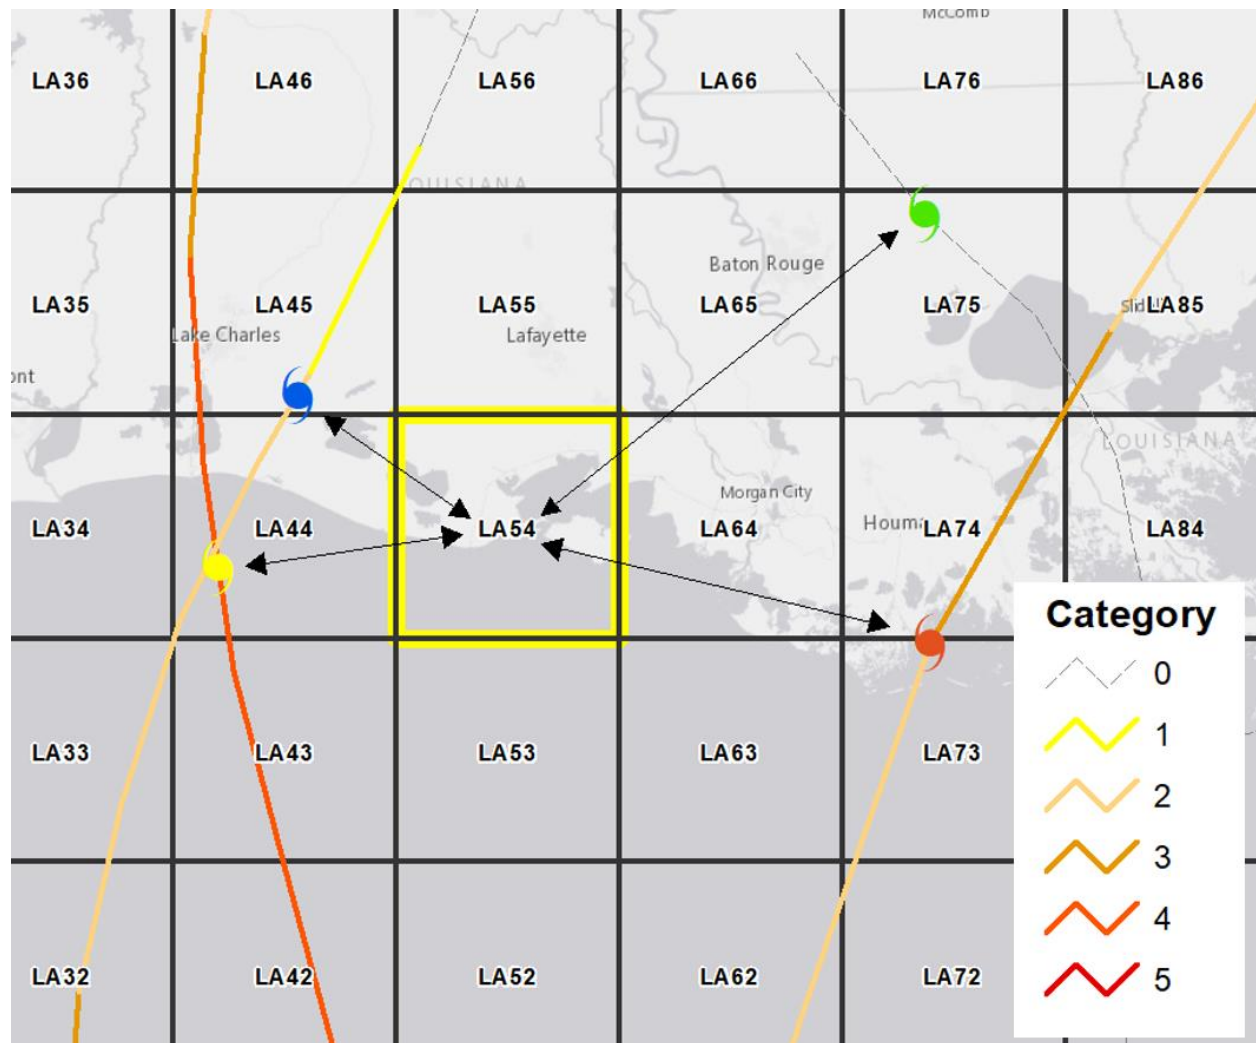 McComb
LA36 LA46 LA56 LA66 LA76 LA86
LOUISIANA
Baton Rouge
LA35 LA45 LA55 LA65 LA75 LA85
Lake Charles Lafayette
ont
LOUISIANA
Morgan City
LA34 LA44 LA54 LA64 Houma LA74 LA84
Category
0
1
LA33 LA43 LA53 LA63 LA73
2
3
4
LA32 LA42 LA52 LA62 LA72
5